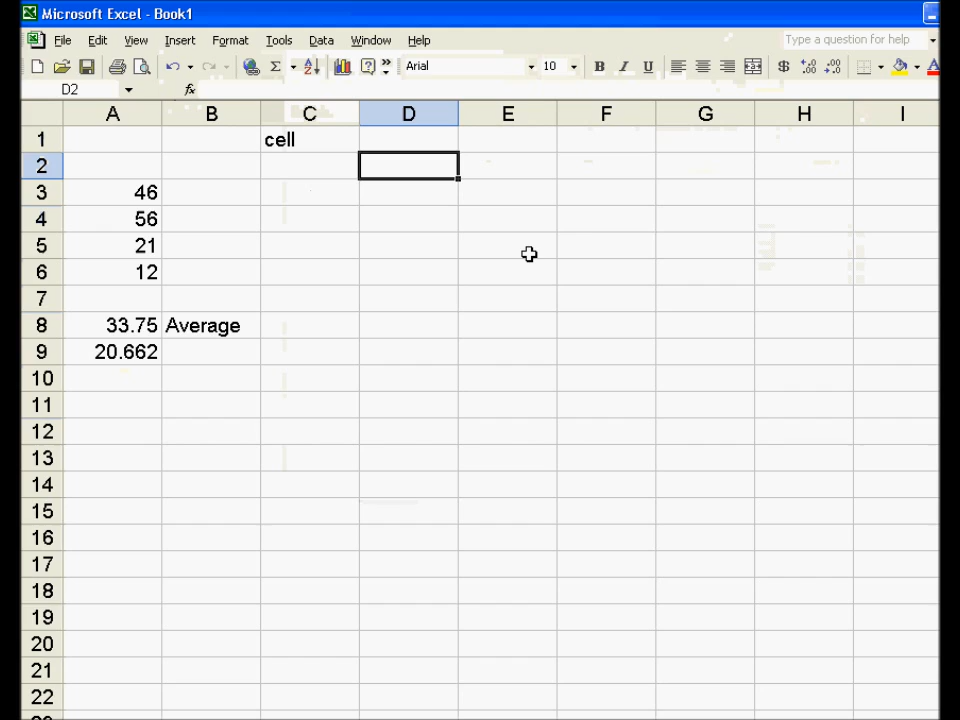 Microsoft Excel - Book1
File Edit View Insert Format Tools Data Window Help Type a question for help
Arial 10 B I U $
D2 fx
A B C D E F G H I
1 cell
2
3 46
4 56
5 21
6 12
7
8 33.75 Average
9 20.662
10
11
12
13
14
15
16
17
18
19
20
21
22